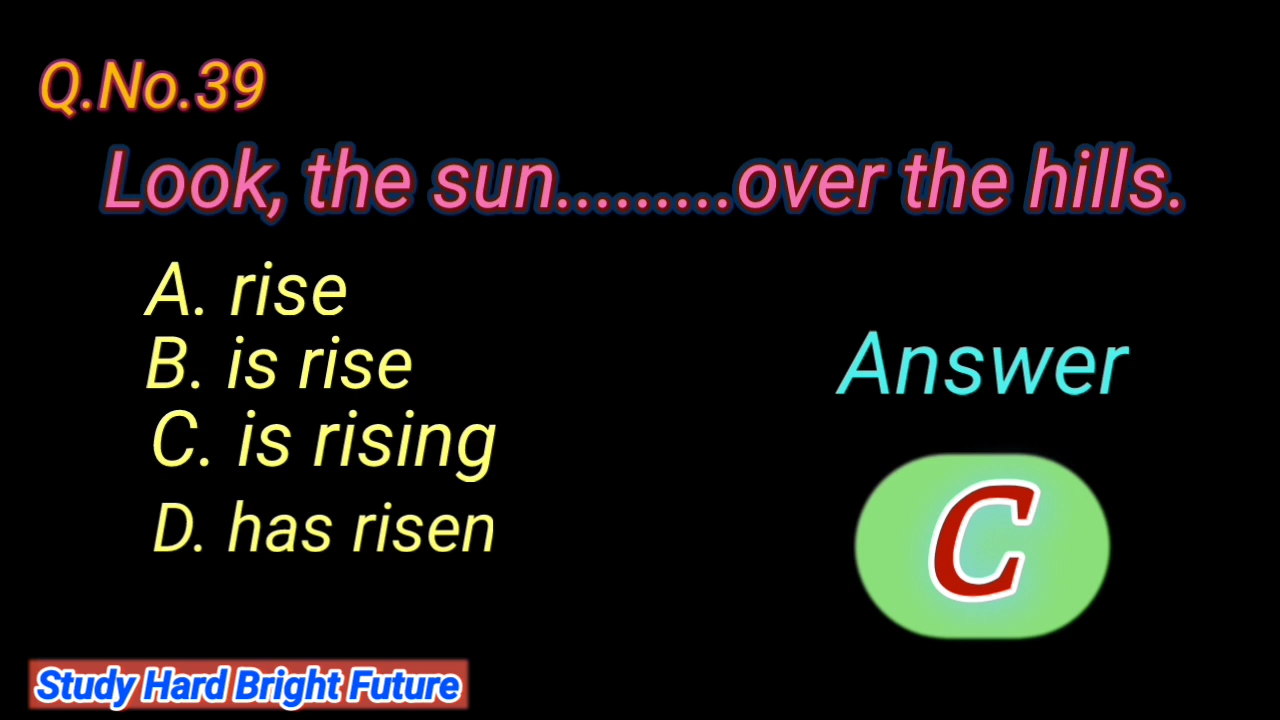 Q.No.39
Look, the sun.........over the hills.
A. rise
B. is rise
C. is rising
D. has risen
Answer
C
Study Hard Bright Future